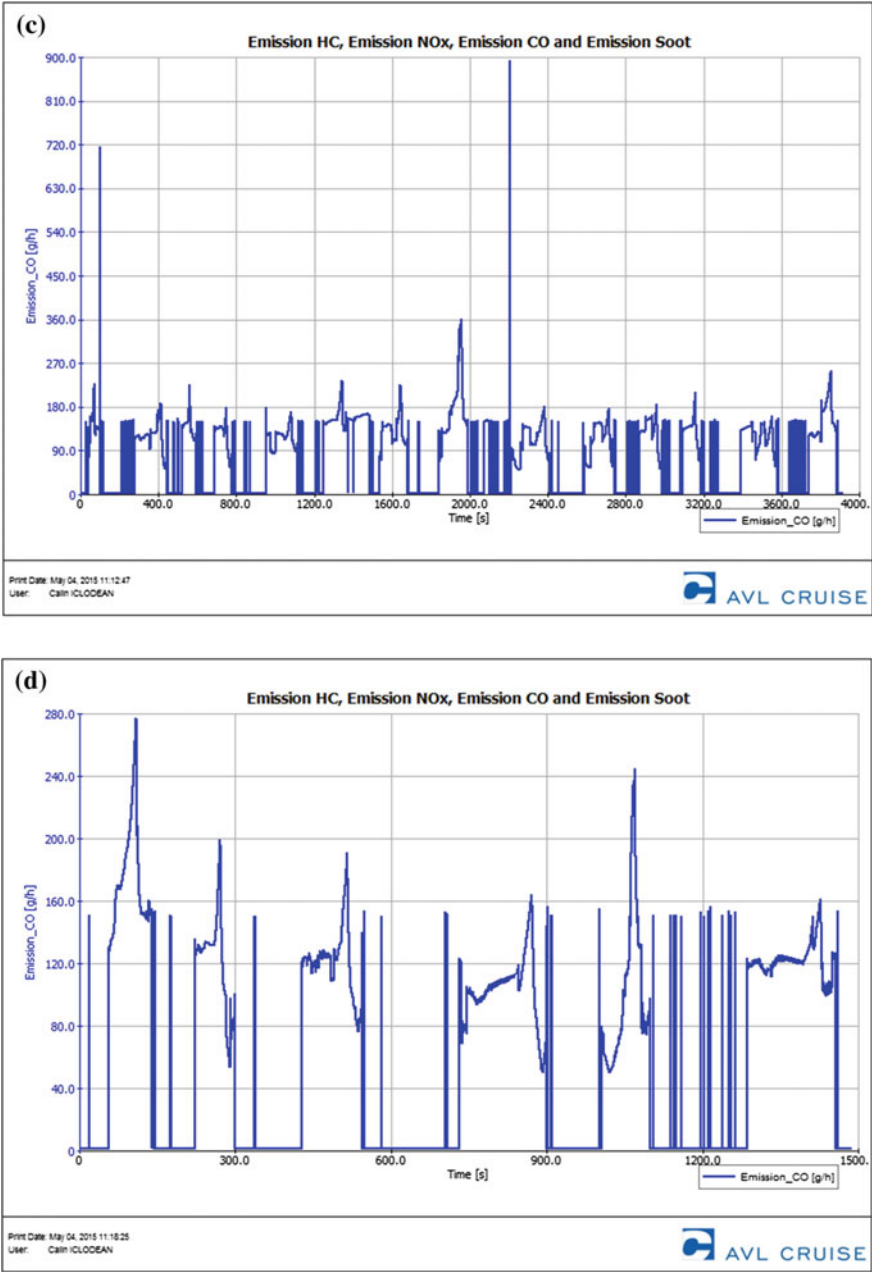 (c)
Emission HC, Emission NOx, Emission CO and Emission Soot
900.0
810.0
720.0
630.0
540.0
450.0
360.0
270.0
180.0
90.0
0
Emission_CO [g/h]
0 400.0 800.0 1200.0 1600.0 2000.0 2400.0 2800.0 3200.0 3600.0 4000.
Time [s]
Emission_CO [g/h]
Print Date: May 04, 2015 11:12:47
User: Calin ICLODEAN
AVL CRUISE
(d)
Emission HC, Emission NOx, Emission CO and Emission Soot
280.0
240.0
200.0
160.0
120.0
80.0
40.0
0
Emission_CO [g/h]
0 300.0 600.0 900.0 1200.0 1500.
Time [s]
Emission_CO [g/h]
Print Date: May 04, 2015 11:18:25
User: Calin ICLODEAN
AVL CRUISE